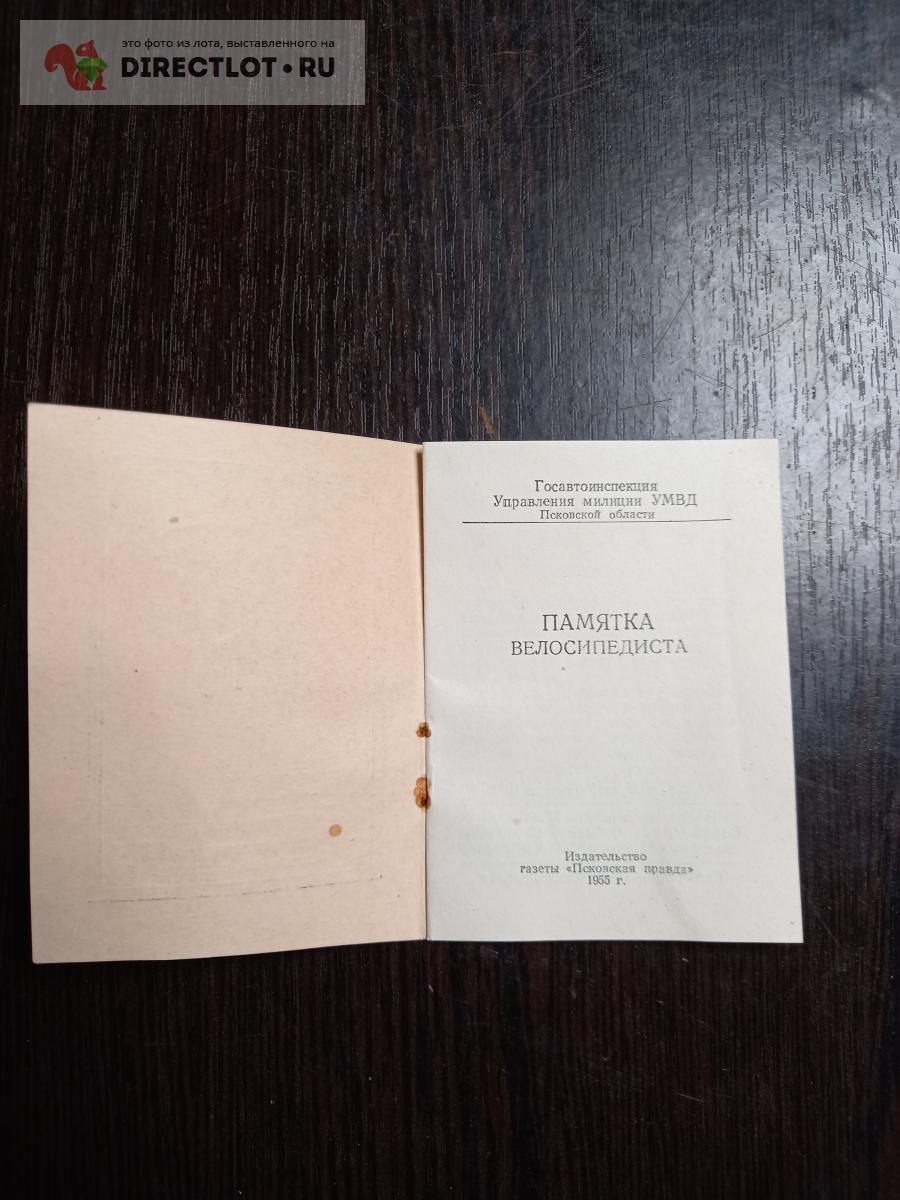 это фото из лота, выставленного на
DIRECTLOT•RU
Госавтоинспекция
Управления милиции УМВД
Псковской области
ПАМЯТКА
ВЕЛОСИПЕДИСТА
Издательство
газеты «Псковская правда»
1955 г.